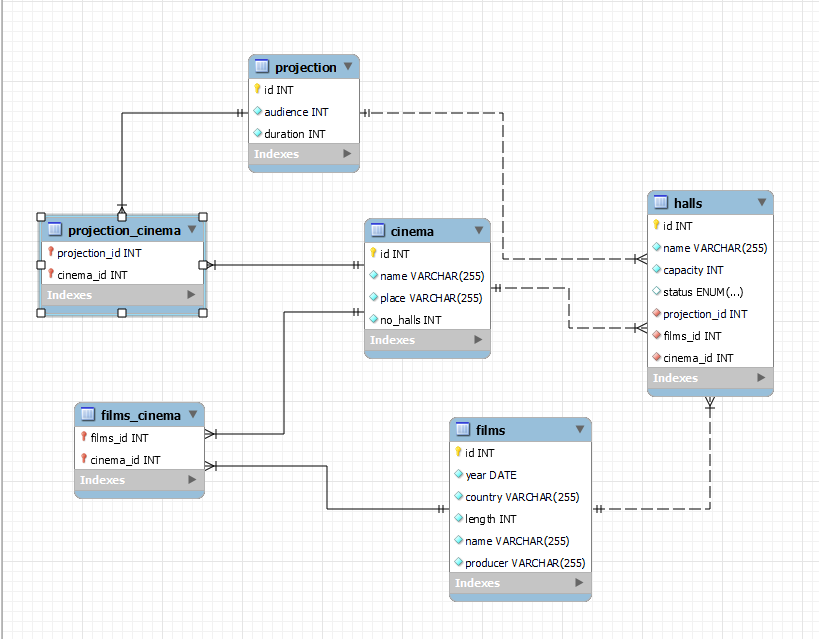 projection
id INT
audience INT
duration INT
Indexes
projection_cinema
projection_id INT
cinema_id INT
Indexes
cinema
id INT
name VARCHAR(255)
place VARCHAR(255)
no_halls INT
Indexes
halls
id INT
name VARCHAR(255)
capacity INT
status ENUM(...)
projection_id INT
films_id INT
cinema_id INT
Indexes
films_cinema
films_id INT
cinema_id INT
Indexes
films
id INT
year DATE
country VARCHAR(255)
length INT
name VARCHAR(255)
producer VARCHAR(255)
Indexes